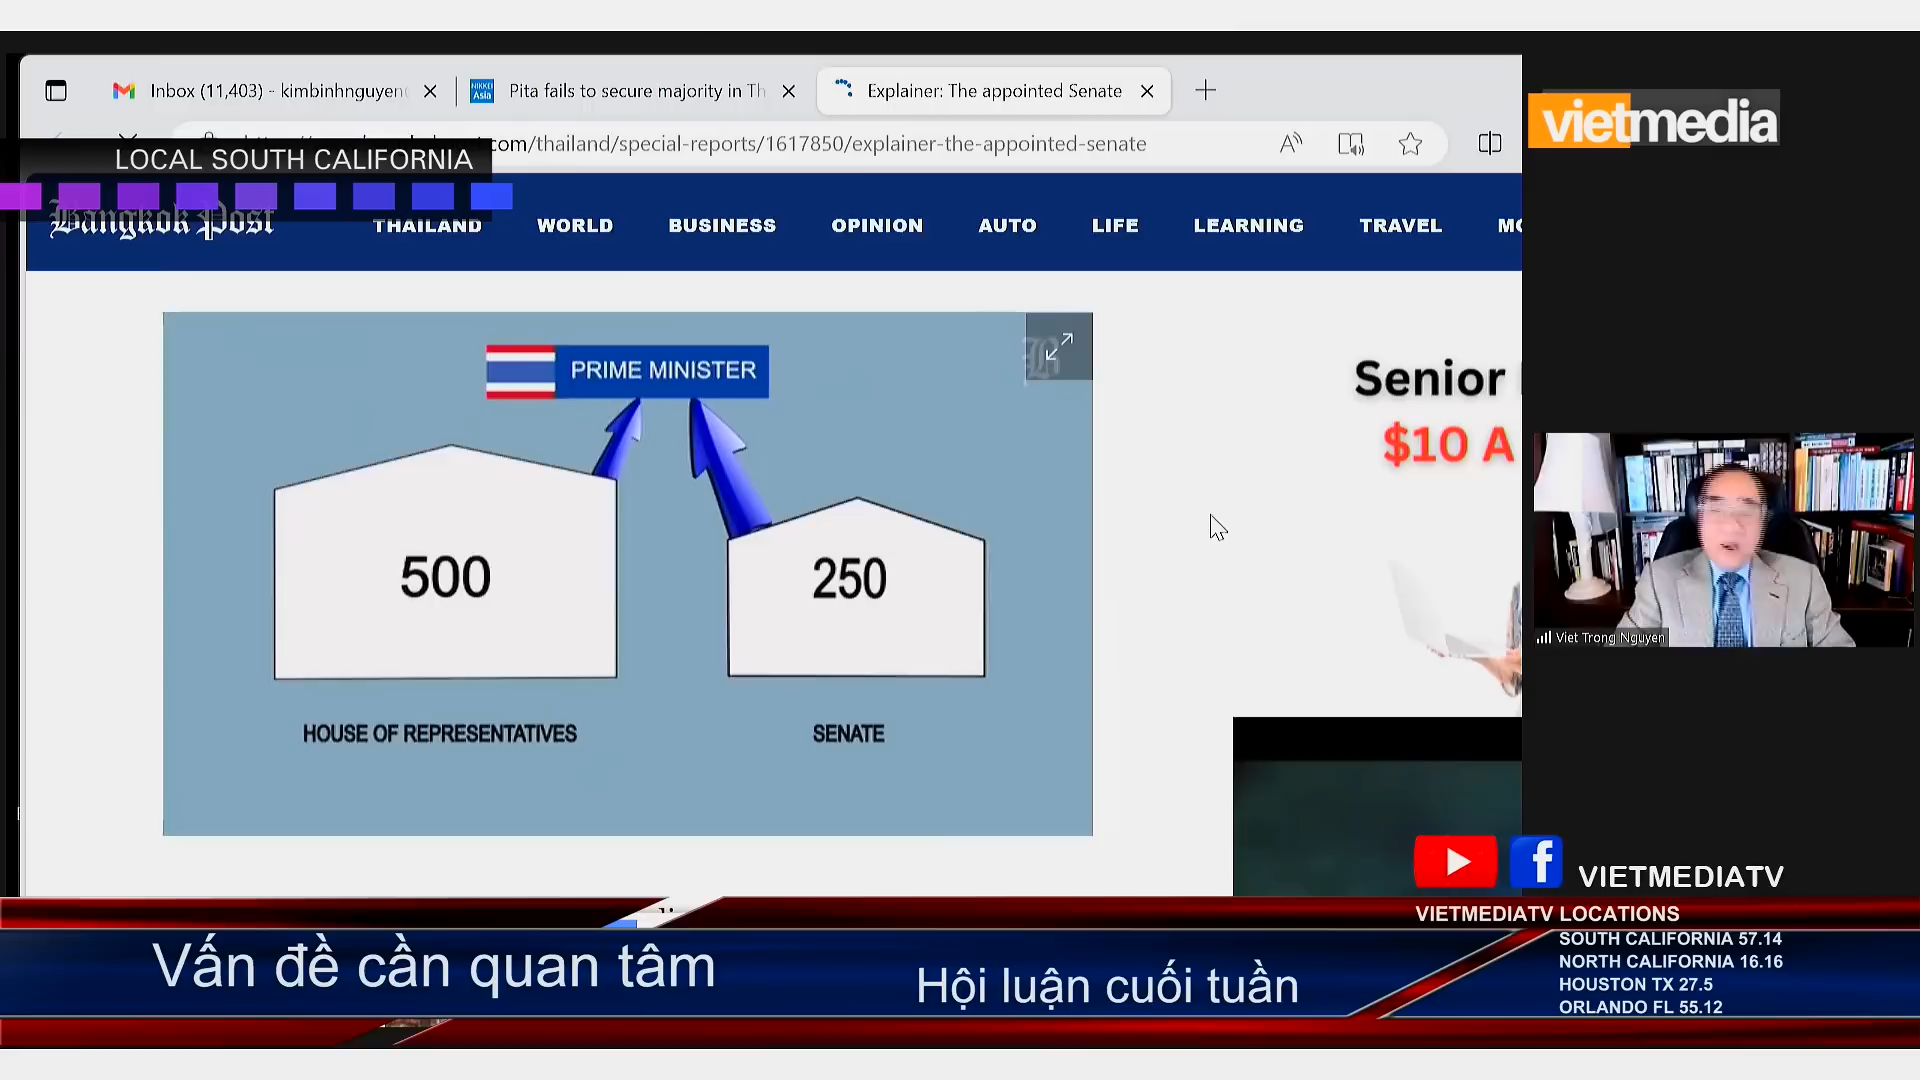 Inbox (11,403) - kimbinhnguyen
Pita fails to secure majority in Th
Explainer: The appointed Senate
com/thailand/special-reports/1617850/explainer-the-appointed-senate
LOCAL SOUTH CALIFORNIA
vietmedia
Bangkok Post
THAILAND WORLD BUSINESS OPINION AUTO LIFE LEARNING TRAVEL MO
PRIME MINISTER
Senior
$10 A
500
250
HOUSE OF REPRESENTATIVES
SENATE
Viet Trong Nguyen
VIETMEDIATV
VIETMEDIATV LOCATIONS
SOUTH CALIFORNIA 57.14
NORTH CALIFORNIA 16.16
HOUSTON TX 27.5
ORLANDO FL 55.12
Vấn đề cần quan tâm
Hội luận cuối tuần